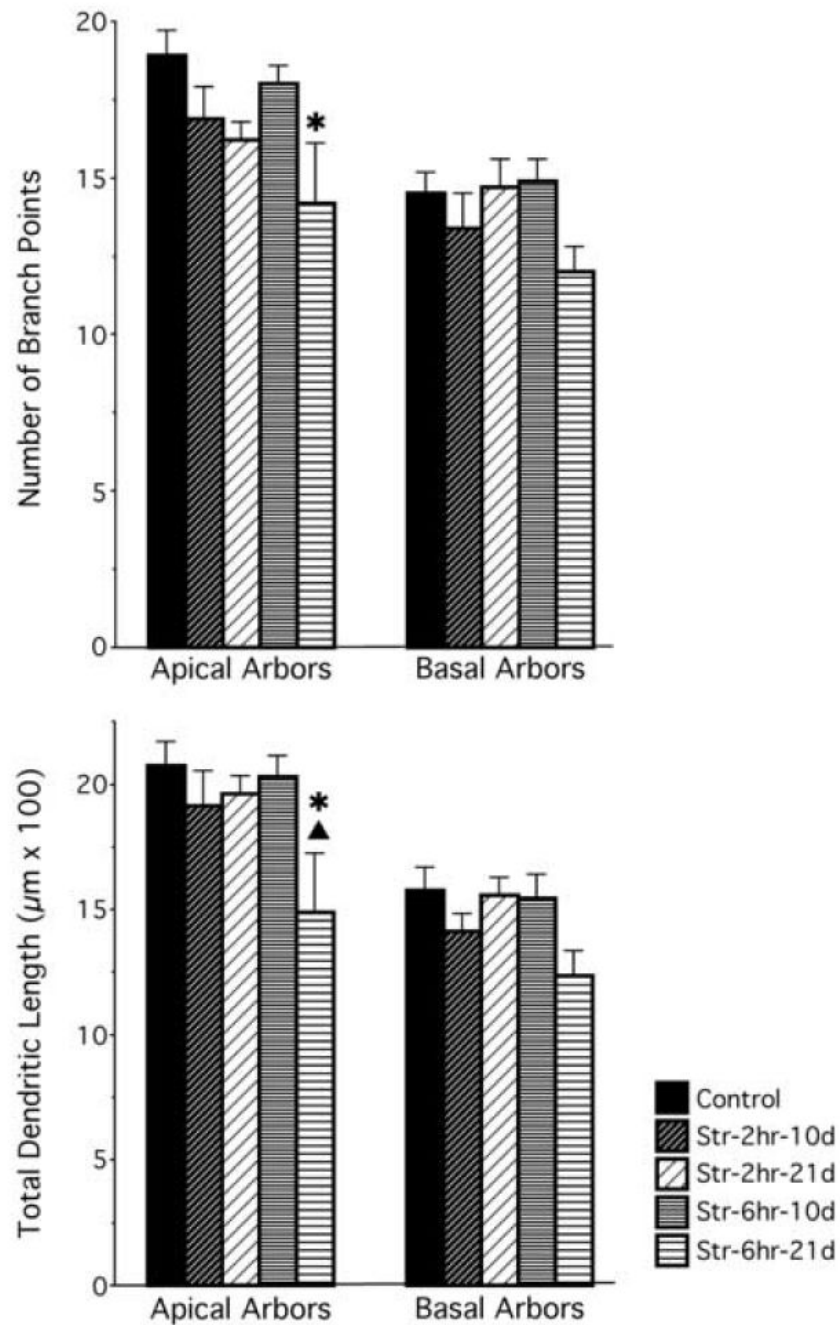 Number of Branch Points
20
15
10
5
0
*
Apical Arbors
Basal Arbors
Total Dendritic Length (µm x 100)
20
15
10
5
0
*
▲
Apical Arbors
Basal Arbors
Control
Str-2hr-10d
Str-2hr-21d
Str-6hr-10d
Str-6hr-21d